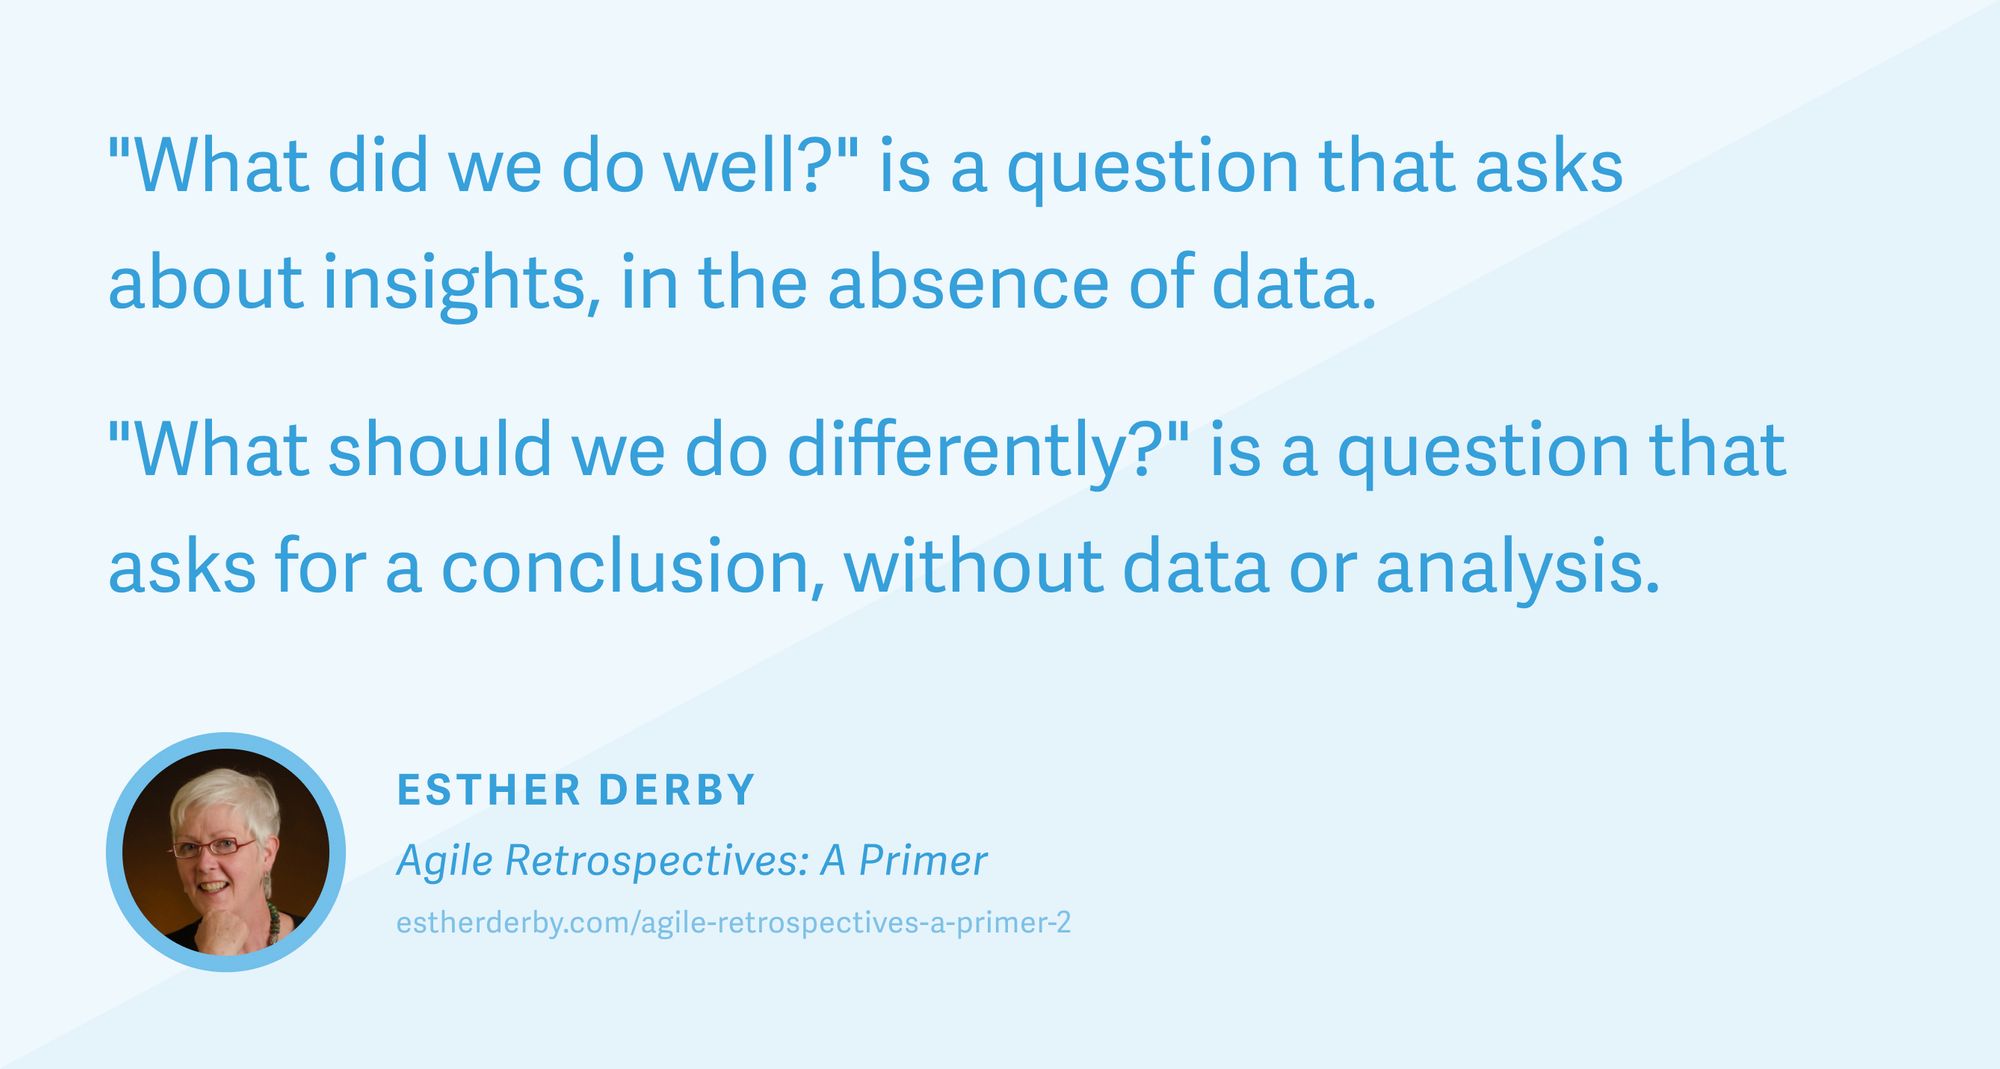 "What did we do well?" is a question that asks
about insights, in the absence of data.
"What should we do differently?" is a question that
asks for a conclusion, without data or analysis.
ESTHER DERBY
Agile Retrospectives: A Primer
estherderby.com/agile-retrospectives-a-primer-2